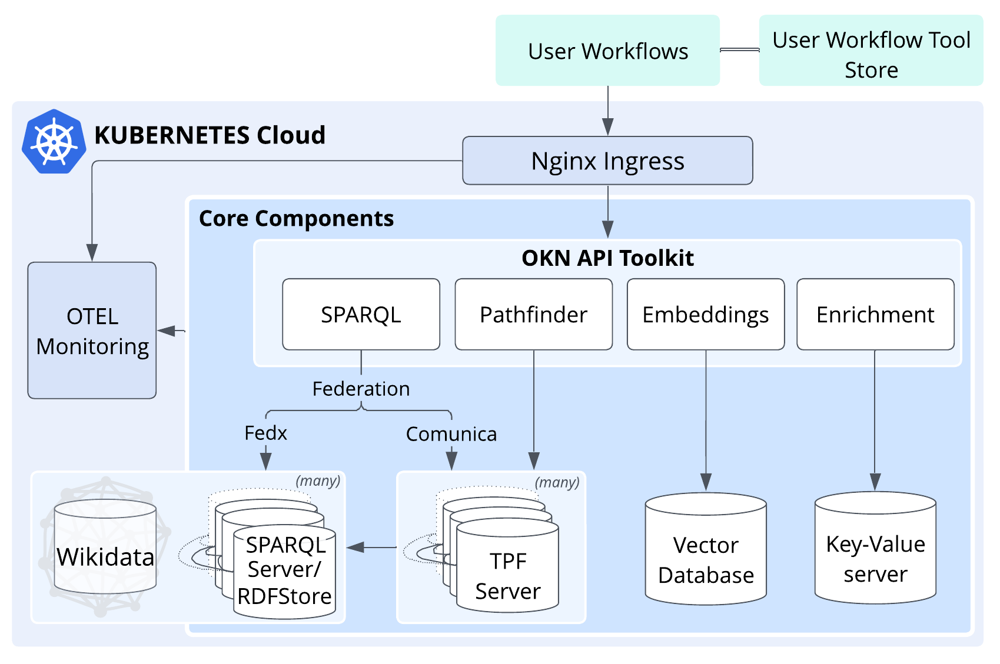 User Workflows
User Workflow Tool
Store
KUBERNETES Cloud
Nginx Ingress
Core Components
OKN API Toolkit
SPARQL
Pathfinder
Embeddings
Enrichment
OTEL
Monitoring
Federation
Fedx
Comunica
(many)
(many)
Wikidata
SPARQL
Server/
RDFStore
TPF
Server
Vector
Database
Key-Value
server